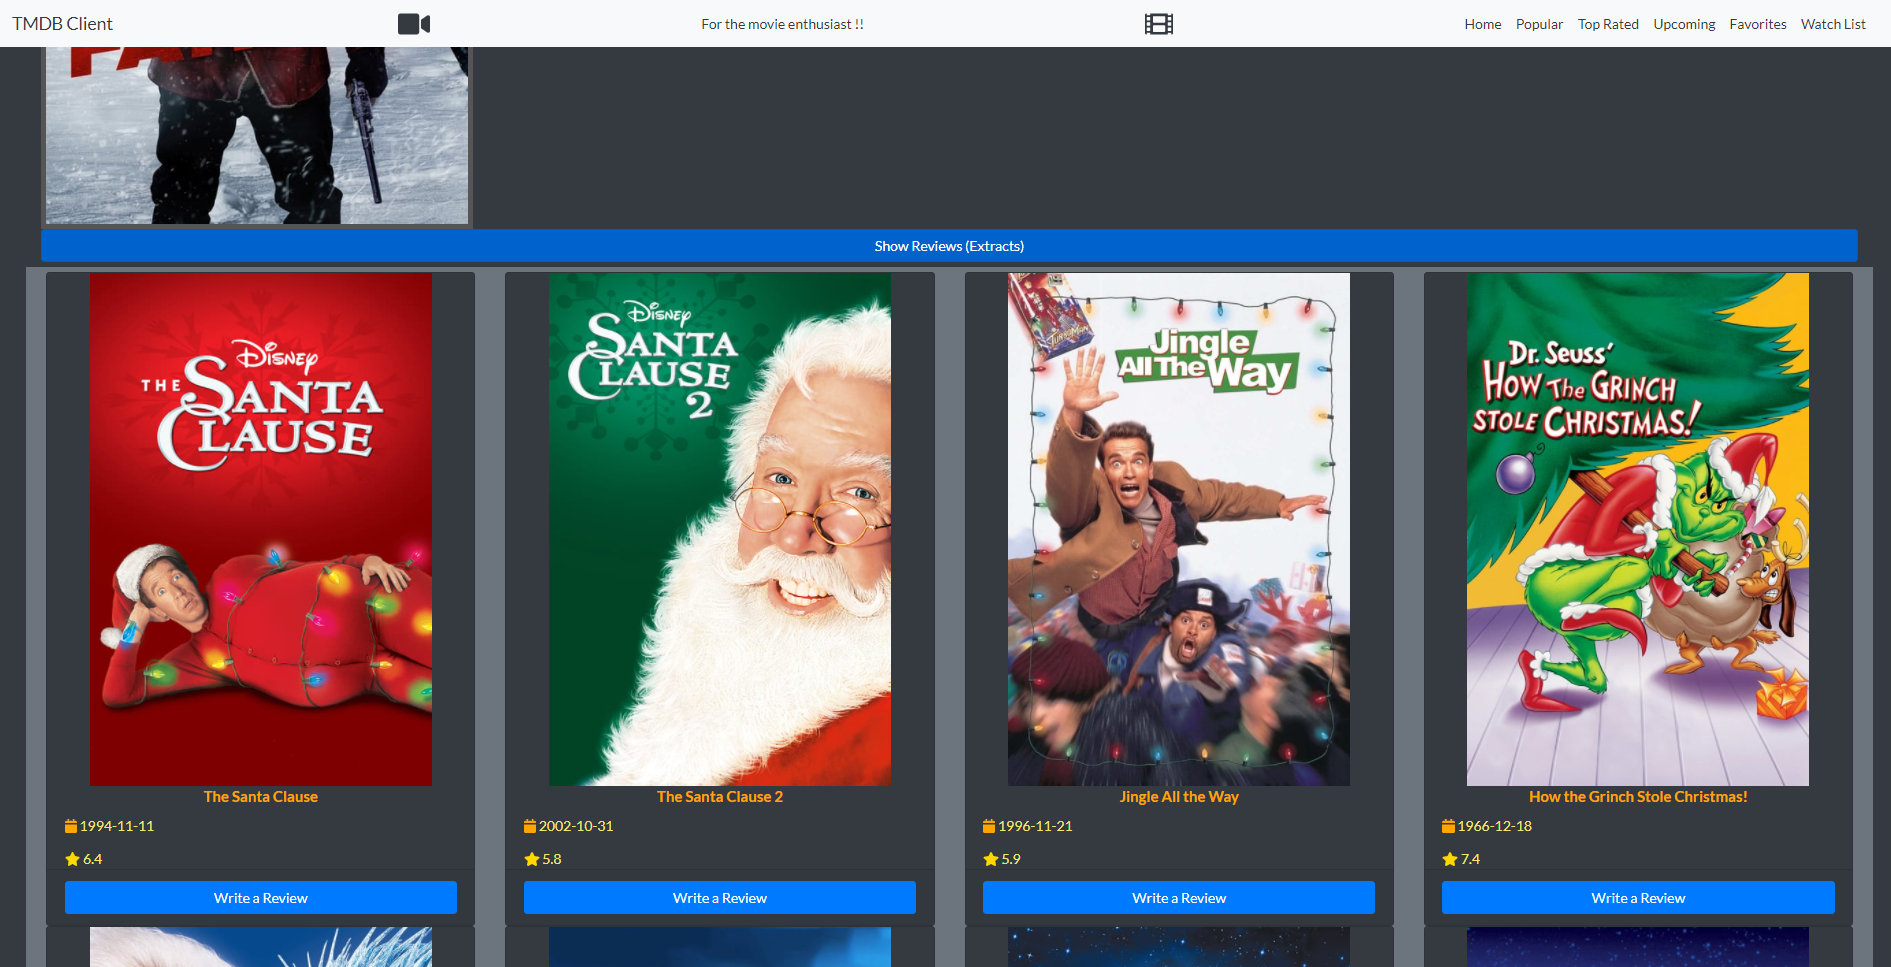 TMDB Client
For the movie enthusiast !!
Home Popular Top Rated Upcoming Favorites Watch List
Show Reviews (Extracts)
Disney
THE SANTA
CLAUSE
The Santa Clause
1994-11-11
6.4
Write a Review
Disney
SANTA
CLAUSE
2
The Santa Clause 2
2002-10-31
5.8
Write a Review
TURBO MAN
Jingle
All The Way
Jingle All the Way
1996-11-21
5.9
Write a Review
Dr. Seuss'
HOW THE GRINCH
STOLE CHRISTMAS!
How the Grinch Stole Christmas!
1966-12-18
7.4
Write a Review